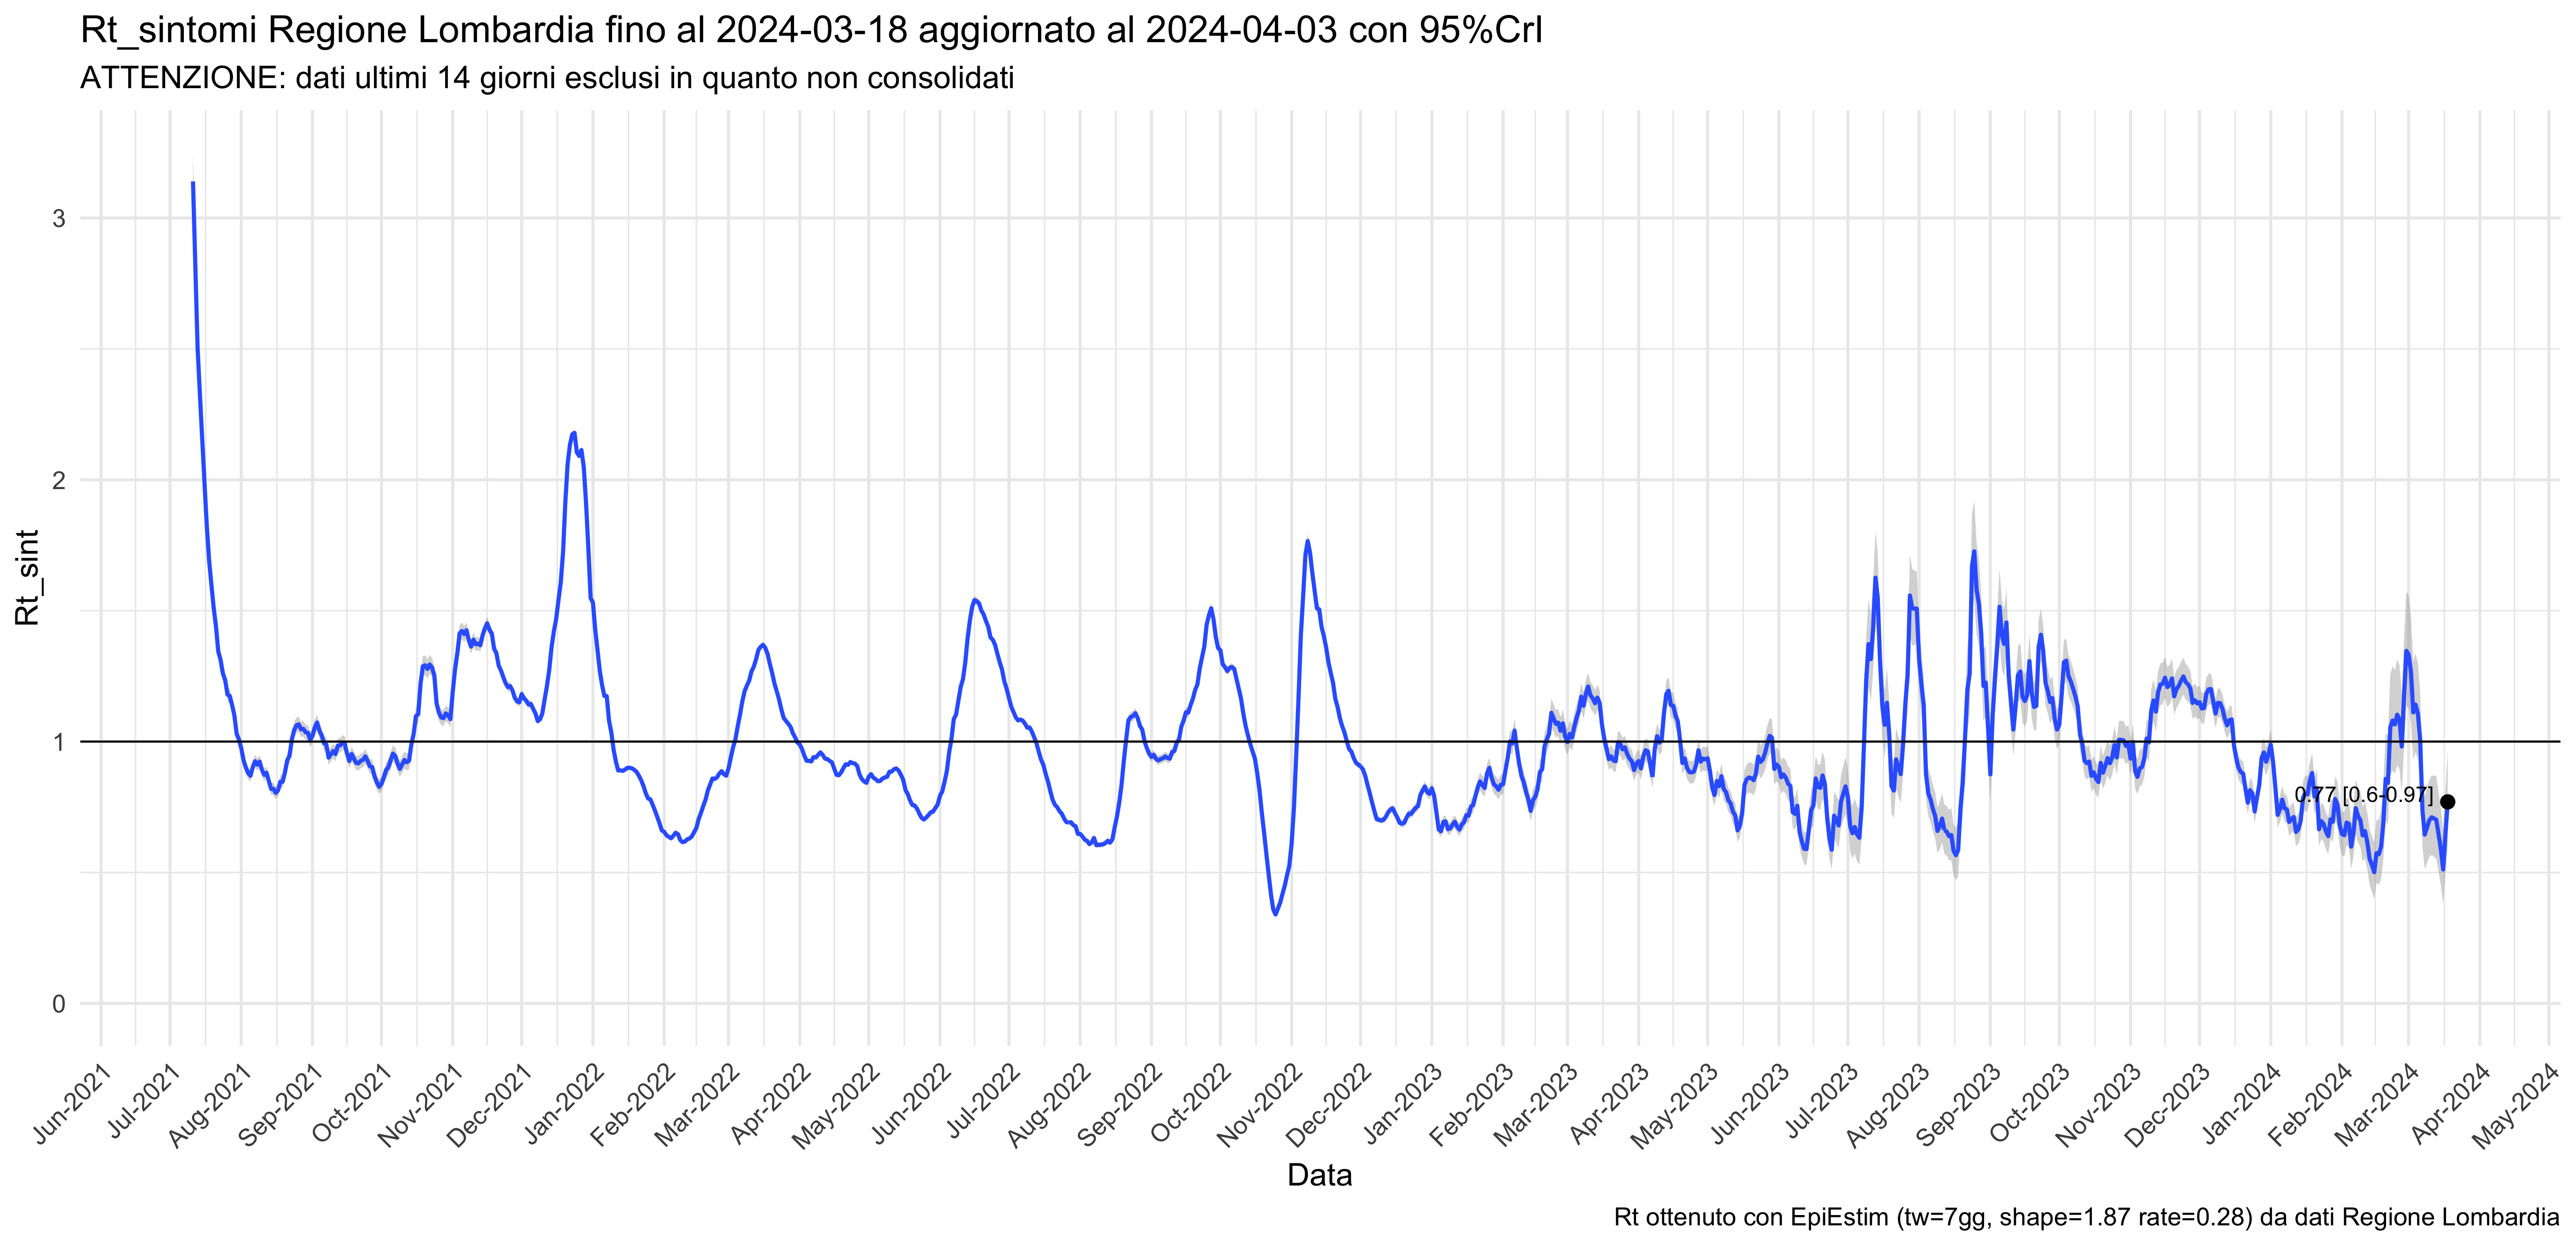 Rt_sintomi Regione Lombardia fino al 2024-03-18 aggiornato al 2024-04-03 con 95%CrI
ATTENZIONE: dati ultimi 14 giorni esclusi in quanto non consolidati
Rt_sint
3
2
1
0
0.77 [0.6-0.97]
Jun-2021
Jul-2021
Aug-2021
Sep-2021
Oct-2021
Nov-2021
Dec-2021
Jan-2022
Feb-2022
Mar-2022
Apr-2022
May-2022
Jun-2022
Jul-2022
Aug-2022
Sep-2022
Oct-2022
Nov-2022
Dec-2022
Jan-2023
Feb-2023
Mar-2023
Apr-2023
May-2023
Jun-2023
Jul-2023
Aug-2023
Sep-2023
Oct-2023
Nov-2023
Dec-2023
Jan-2024
Feb-2024
Mar-2024
Apr-2024
May-2024
Data
Rt ottenuto con EpiEstim (tw=7gg, shape=1.87 rate=0.28) da dati Regione Lombardia